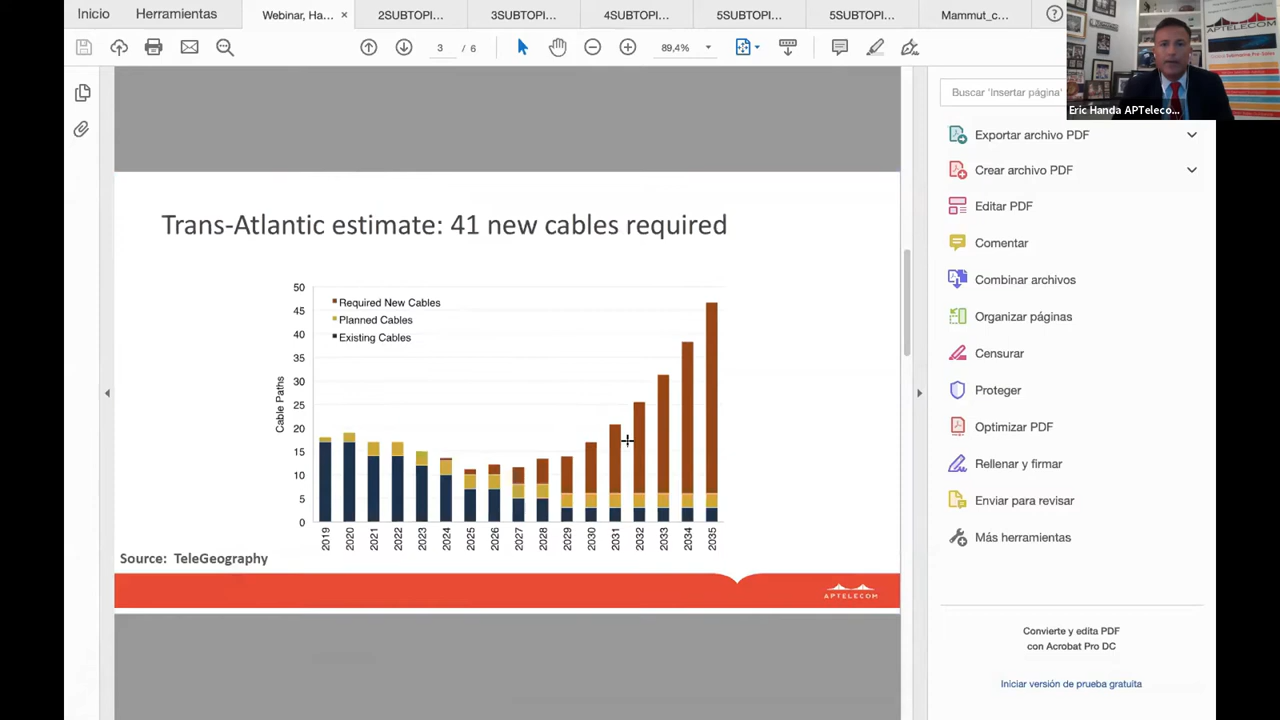 Inicio Herramientas Webinar, Ha... × 2SUBTOPI... 3SUBTOPI... 4SUBTOPI... 5SUBTOPI... 5SUBTOPI... Mammut_c...
APTELECOM
3 / 6 89,4%
Buscar 'Insertar página'
Eric Handa APTeleco...
Exportar archivo PDF
Crear archivo PDF
Editar PDF
Comentar
Combinar archivos
Organizar páginas
Censurar
Proteger
Optimizar PDF
Rellenar y firmar
Enviar para revisar
Más herramientas
Convierte y edita PDF
con Acrobat Pro DC
Iniciar versión de prueba gratuita
Trans-Atlantic estimate: 41 new cables required
Required New Cables
Planned Cables
Existing Cables
Cable Paths
50
45
40
35
30
25
20
15
10
5
0
2019 2020 2021 2022 2023 2024 2025 2026 2027 2028 2029 2030 2031 2032 2033 2034 2035
Source: TeleGeography
APTELECOM